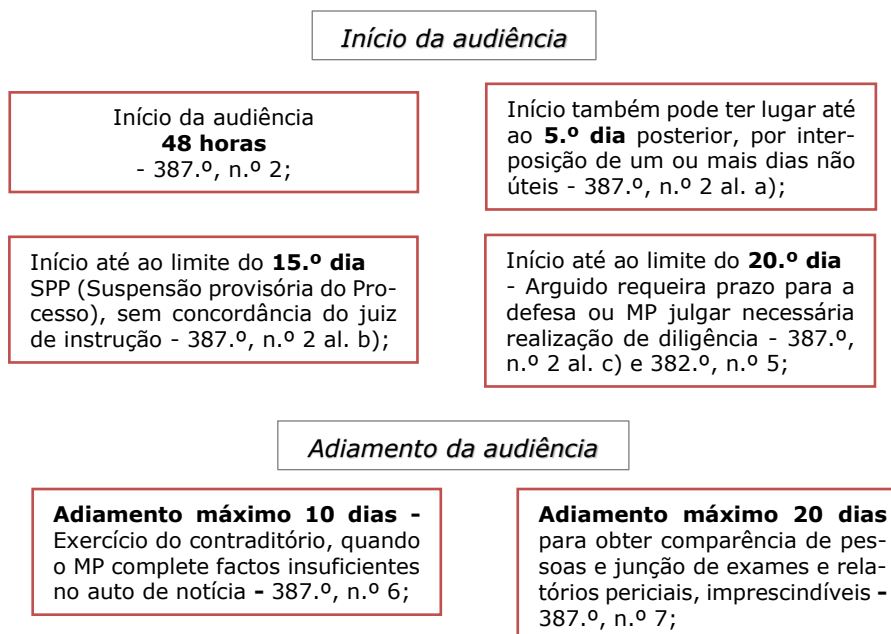 Início da audiência
Início da audiência
48 horas
- 387.º, n.º 2;
Início também pode ter lugar até
ao 5.º dia posterior, por inter-
posição de um ou mais dias não
úteis - 387.º, n.º 2 al. a);
Início até ao limite do 15.º dia
SPP (Suspensão provisória do Pro-
cesso), sem concordância do juiz
de instrução - 387.º, n.º 2 al. b);
Início até ao limite do 20.º dia
- Arguido requeira prazo para a
defesa ou MP julgar necessária
realização de diligência - 387.º,
n.º 2 al. c) e 382.º, n.º 5;
Adiamento da audiência
Adiamento máximo 10 dias -
Exercício do contraditório, quando
o MP complete factos insuficientes
no auto de notícia - 387.º, n.º 6;
Adiamento máximo 20 dias
para obter comparência de pes-
soas e junção de exames e rela-
tórios periciais, imprescindíveis -
387.º, n.º 7;